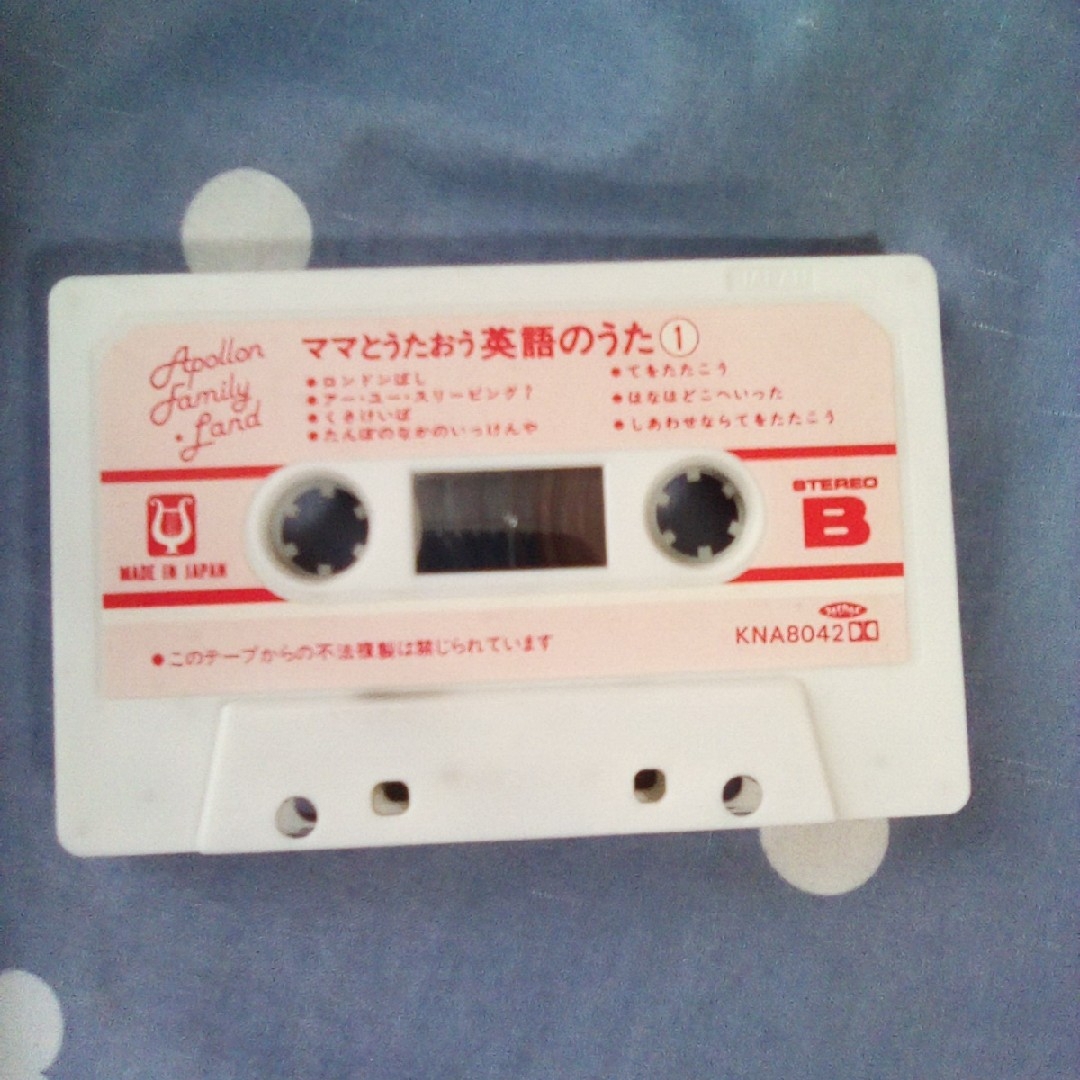 Apollon
Family
Land
ママとうたおう英語のうた①
●ロンドンばし
●アー・ユー・スリーピング?
●くさけいば
●たんぼのなかのいっけんや
●てをたたこう
●はなはどこへいった
●しあわせならてをたたこう
MADE IN JAPAN
STEREO
B
KNA8042
●このテープからの不法複製は禁じられています